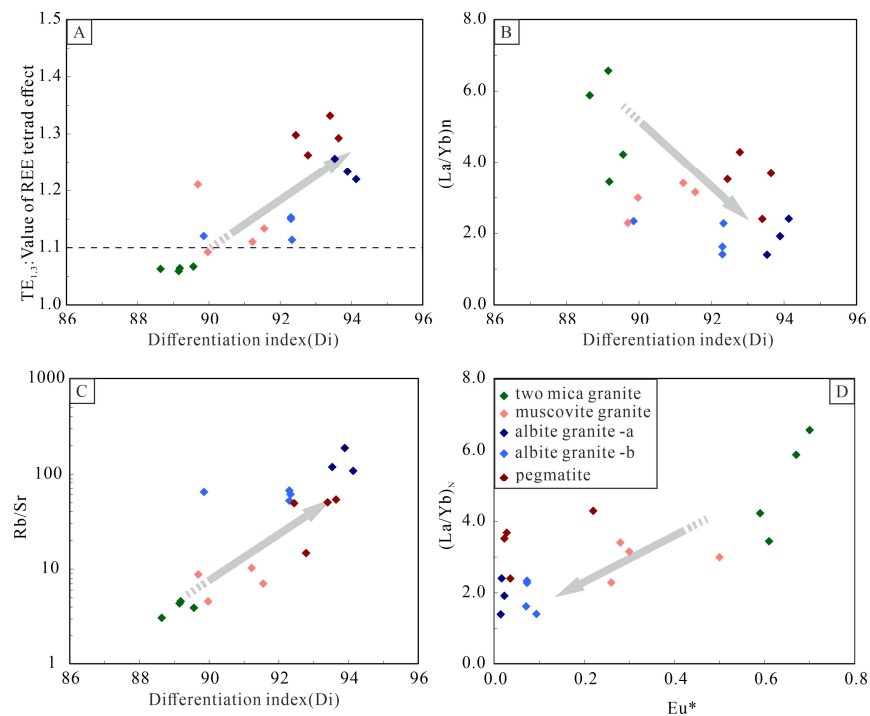 A
TE1,3: Value of REE tetrad effect
1.5
1.4
1.3
1.2
1.1
1.0
86
88
90
92
94
96
Differentiation index(Di)
B
(La/Yb)n
8.0
6.0
4.0
2.0
0.0
86
88
90
92
94
96
Differentiation index(Di)
C
Rb/Sr
1000
100
10
1
86
88
90
92
94
96
Differentiation index(Di)
D
two mica granite
muscovite granite
albite granite -a
albite granite -b
pegmatite
(La/Yb)N
8.0
6.0
4.0
2.0
0.0
0.0
0.2
0.4
0.6
0.8
Eu*